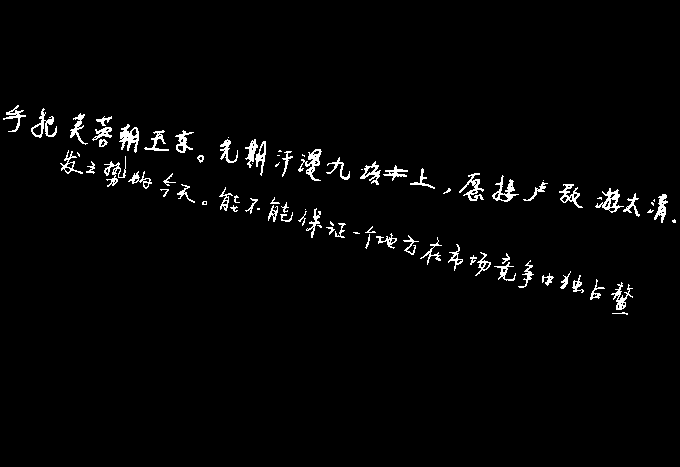 手把芙蓉朝玉京。先期汗漫九垓上,愿接卢敖游太清.
发之势的今天。能不能保证一个地方在市场竞争中独占鳌